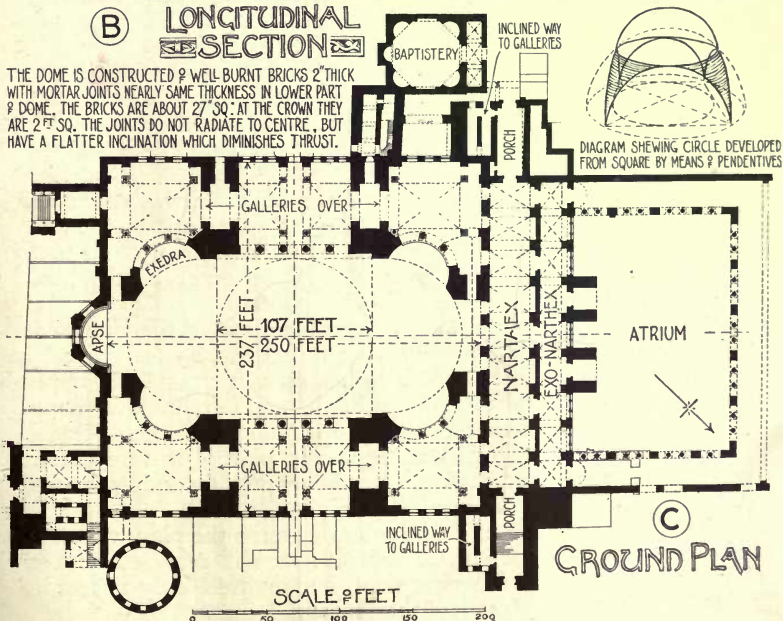 B
LONGITUDINAL
SECTION
THE DOME IS CONSTRUCTED OF WELL BURNT BRICKS 2" THICK
WITH MORTAR JOINTS NEARLY SAME THICKNESS IN LOWER PART
OF DOME. THE BRICKS ARE ABOUT 27" SQ: AT THE CROWN THEY
ARE 2 FT SQ. THE JOINTS DO NOT RADIATE TO CENTRE, BUT
HAVE A FLATTER INCLINATION WHICH DIMINISHES THRUST.
BAPTISTERY
INCLINED WAY
TO GALLERIES
DIAGRAM SHEWING CIRCLE DEVELOPED
FROM SQUARE BY MEANS OF PENDENTIVES
PORCH
GALLERIES OVER
EXEDRA
APSE
237 FEET
107 FEET
250 FEET
NARTHEX
EXO-NARTHEX
ATRIUM
GALLERIES OVER
INCLINED WAY
TO GALLERIES
PORCH
C
GROUND PLAN
SCALE OF FEET
0 50 100 150 200